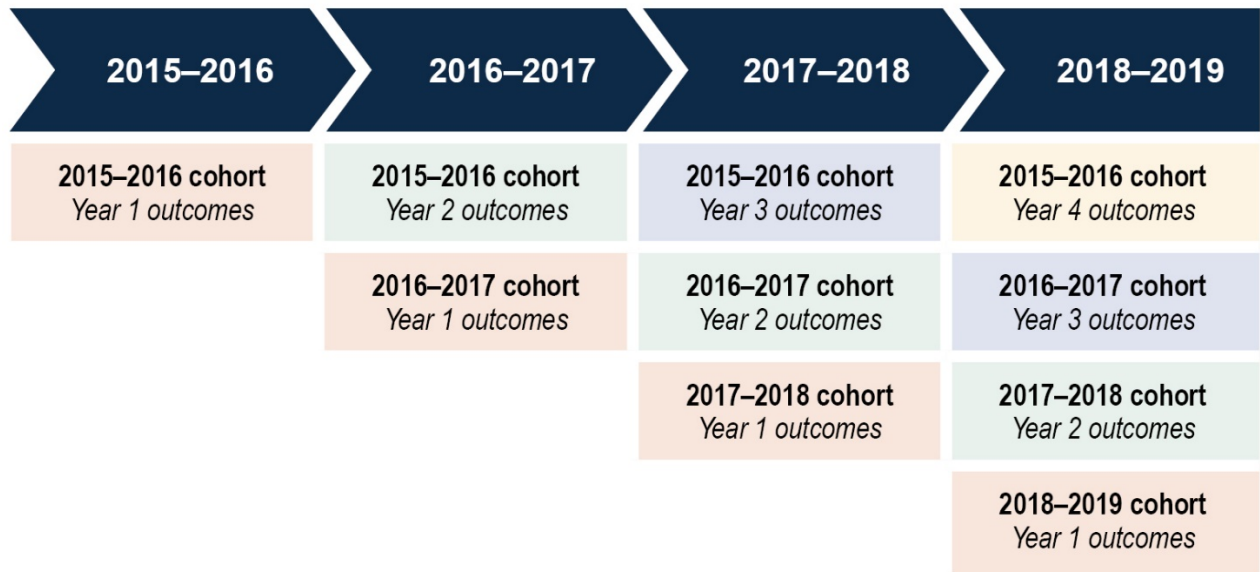 2015–2016
2016–2017
2017–2018
2018–2019
2015–2016 cohort
Year 1 outcomes
2015–2016 cohort
Year 2 outcomes
2015–2016 cohort
Year 3 outcomes
2015–2016 cohort
Year 4 outcomes
2016–2017 cohort
Year 1 outcomes
2016–2017 cohort
Year 2 outcomes
2016–2017 cohort
Year 3 outcomes
2017–2018 cohort
Year 1 outcomes
2017–2018 cohort
Year 2 outcomes
2018–2019 cohort
Year 1 outcomes